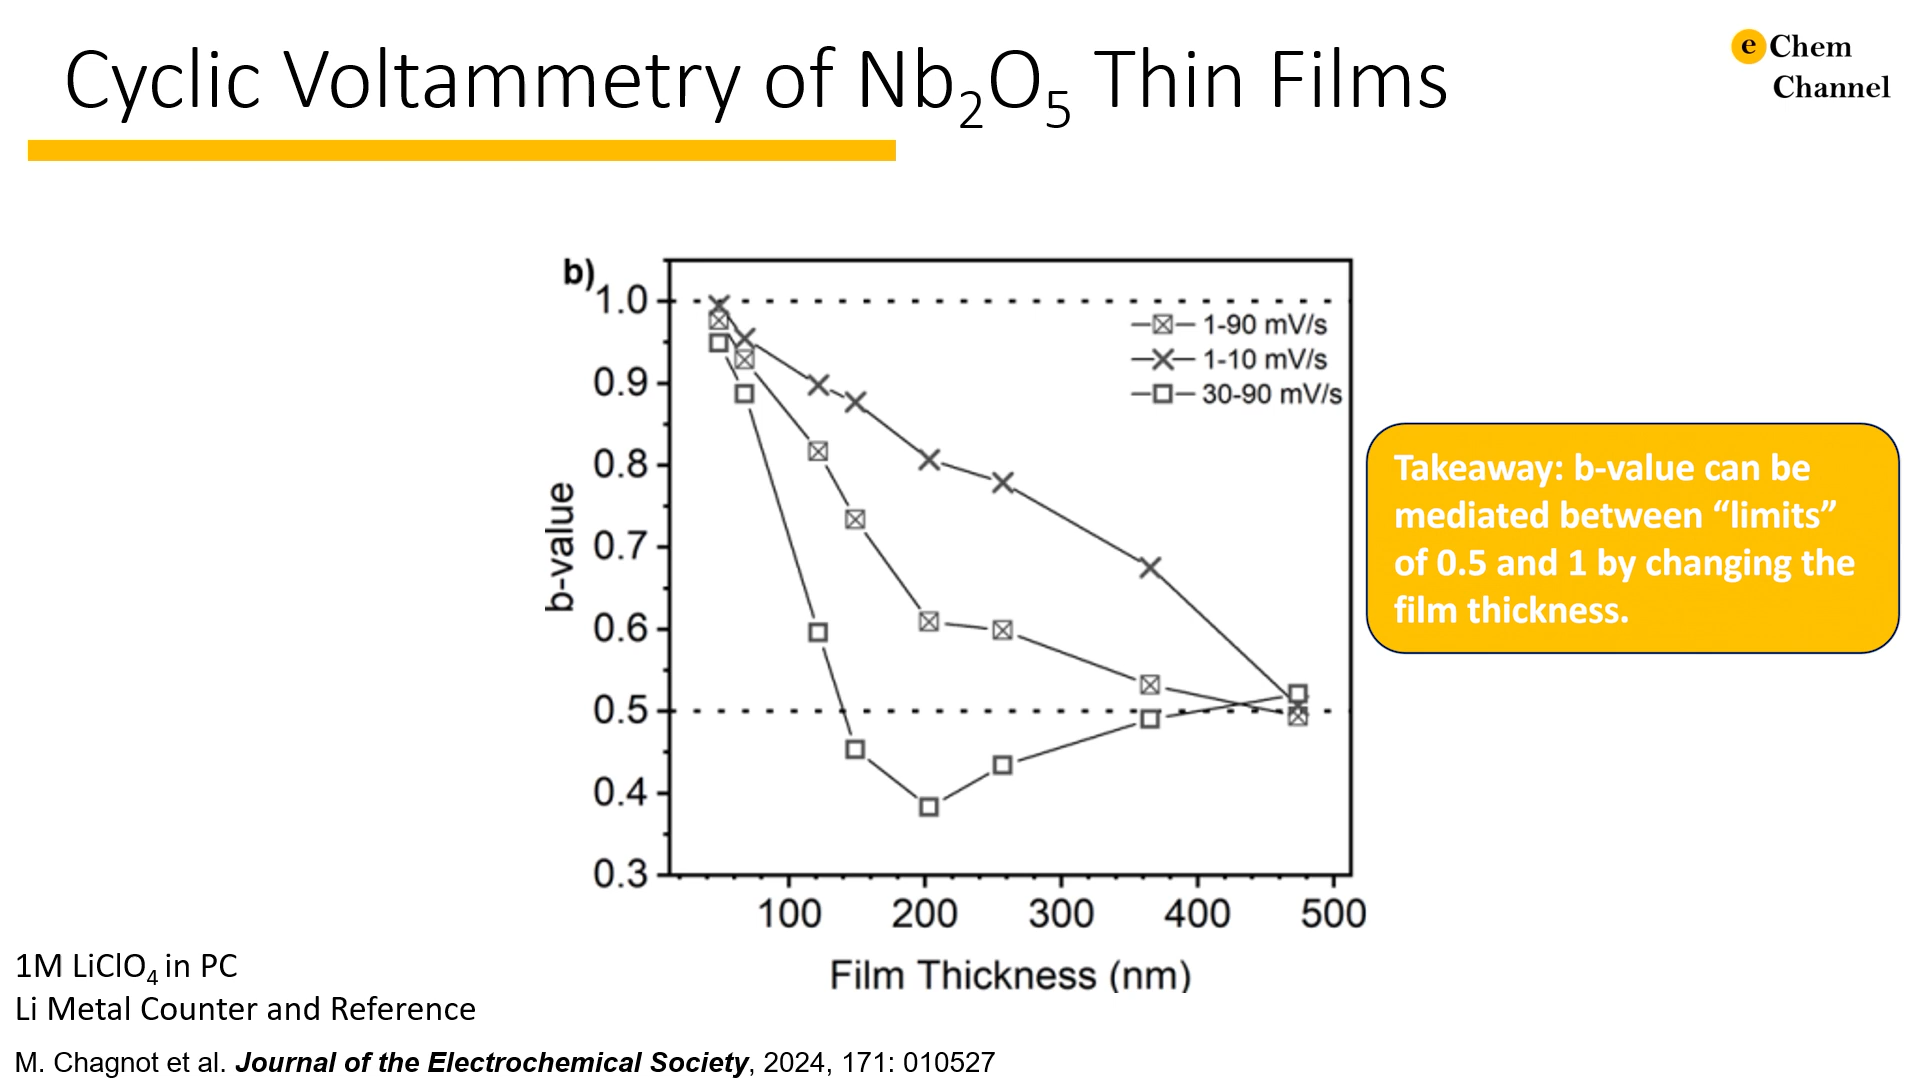 Cyclic Voltammetry of Nb₂O₅ Thin Films
e Chem
Channel
b)
1.0
0.9
0.8
0.7
0.6
0.5
0.4
0.3
b-value
1-90 mV/s
1-10 mV/s
30-90 mV/s
100 200 300 400 500
Film Thickness (nm)
Takeaway: b-value can be
mediated between “limits”
of 0.5 and 1 by changing the
film thickness.
1M LiClO₄ in PC
Li Metal Counter and Reference
M. Chagnot et al. Journal of the Electrochemical Society, 2024, 171: 010527